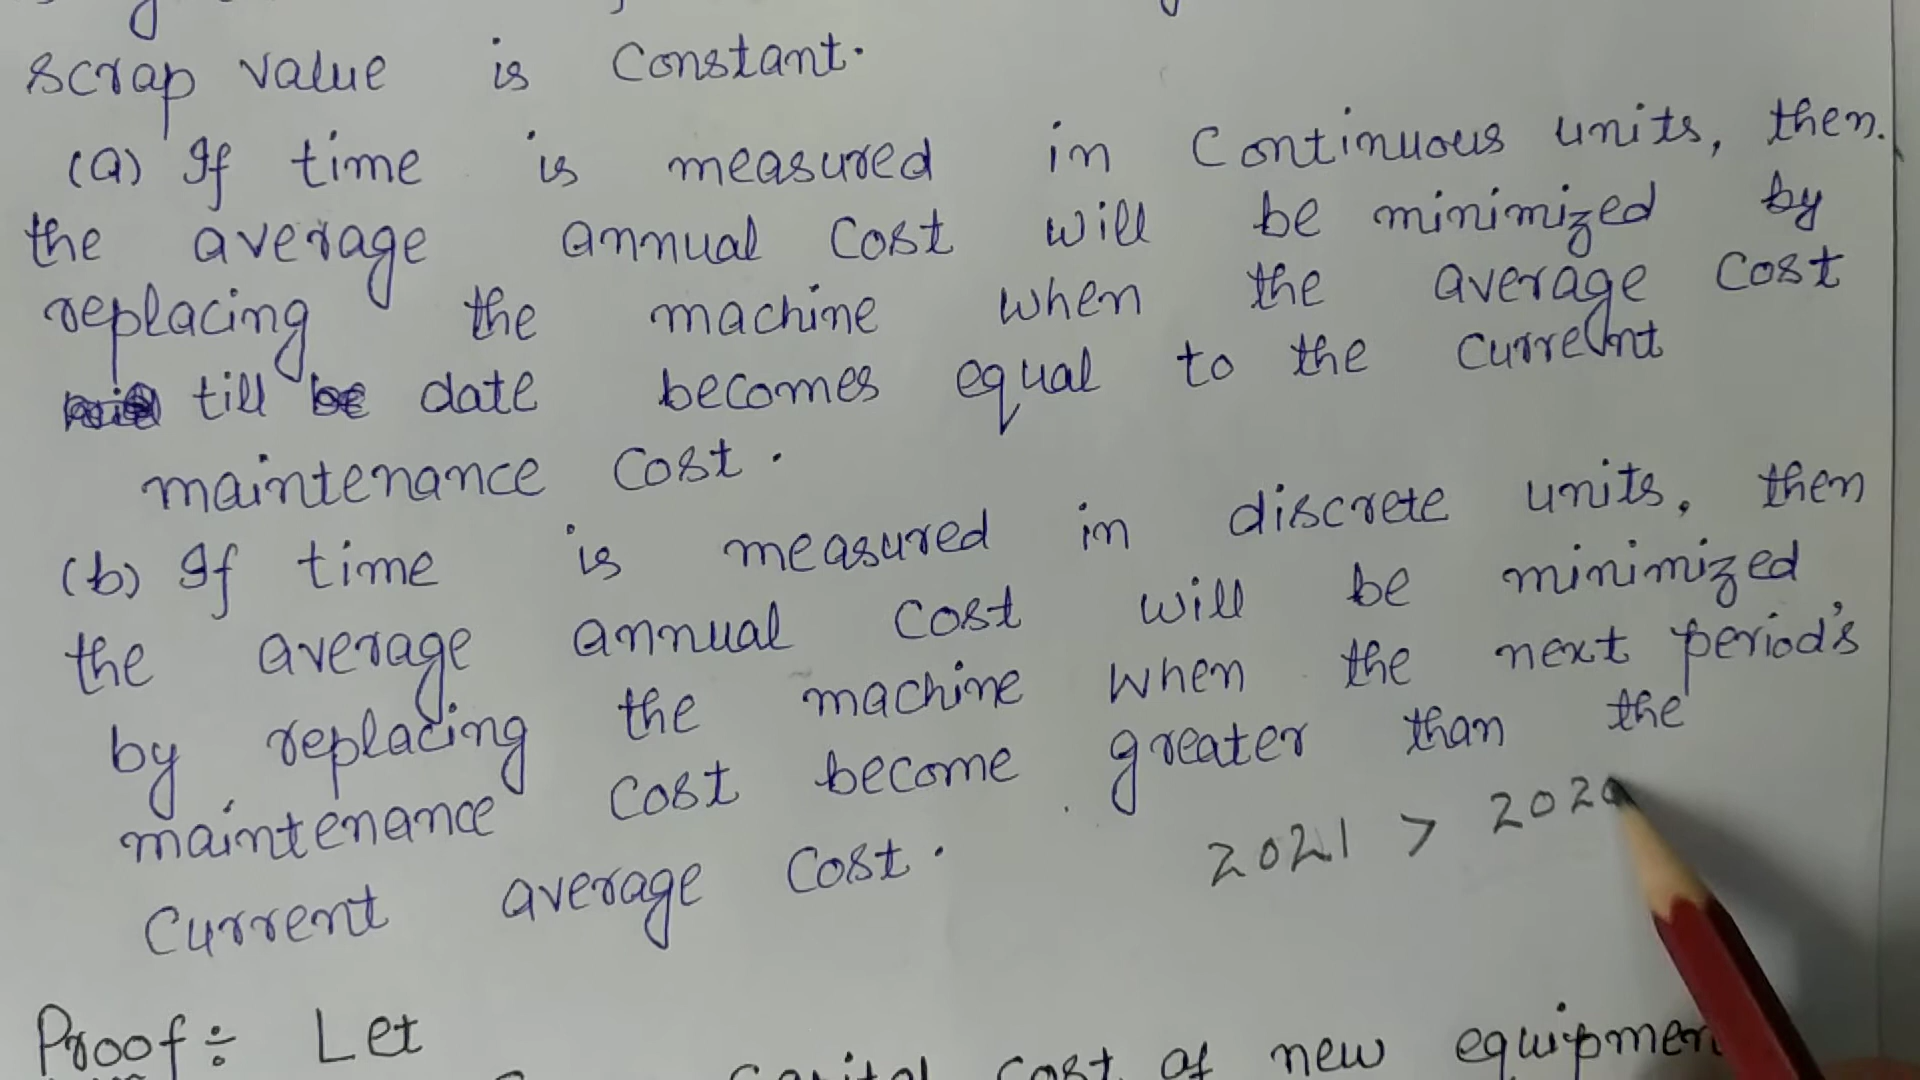 scrap value is Constant.
(a) If time is measured in Continuous units, then.
the average annual Cost will be minimized by
replacing the machine when the average Cost
till date becomes equal to the Current
maintenance Cost.
(b) If time is measured in discrete units, then
the average annual Cost will be minimized
by replacing the machine when the next period's
maintenance Cost become greater than the
Current average Cost.
2021 > 2020
Proof ÷ Let
capital cost of new equipmen